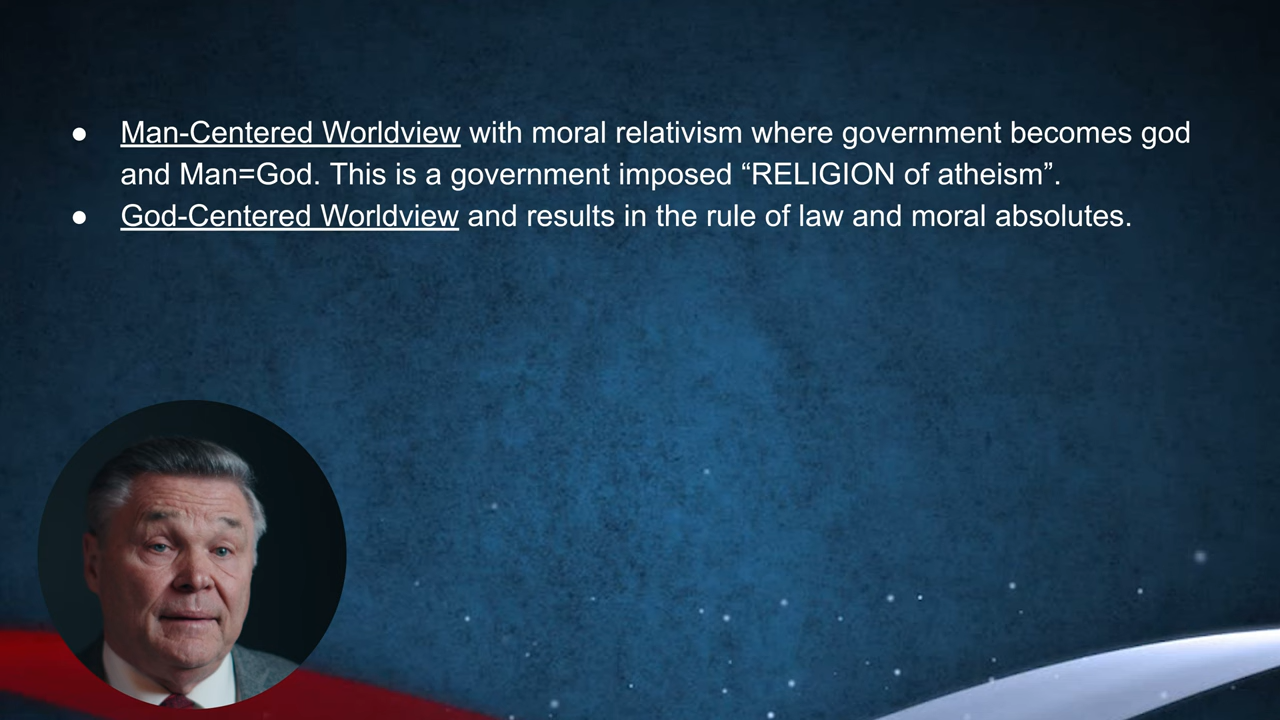 ● Man-Centered Worldview with moral relativism where government becomes god
and Man=God. This is a government imposed “RELIGION of atheism”.
● God-Centered Worldview and results in the rule of law and moral absolutes.